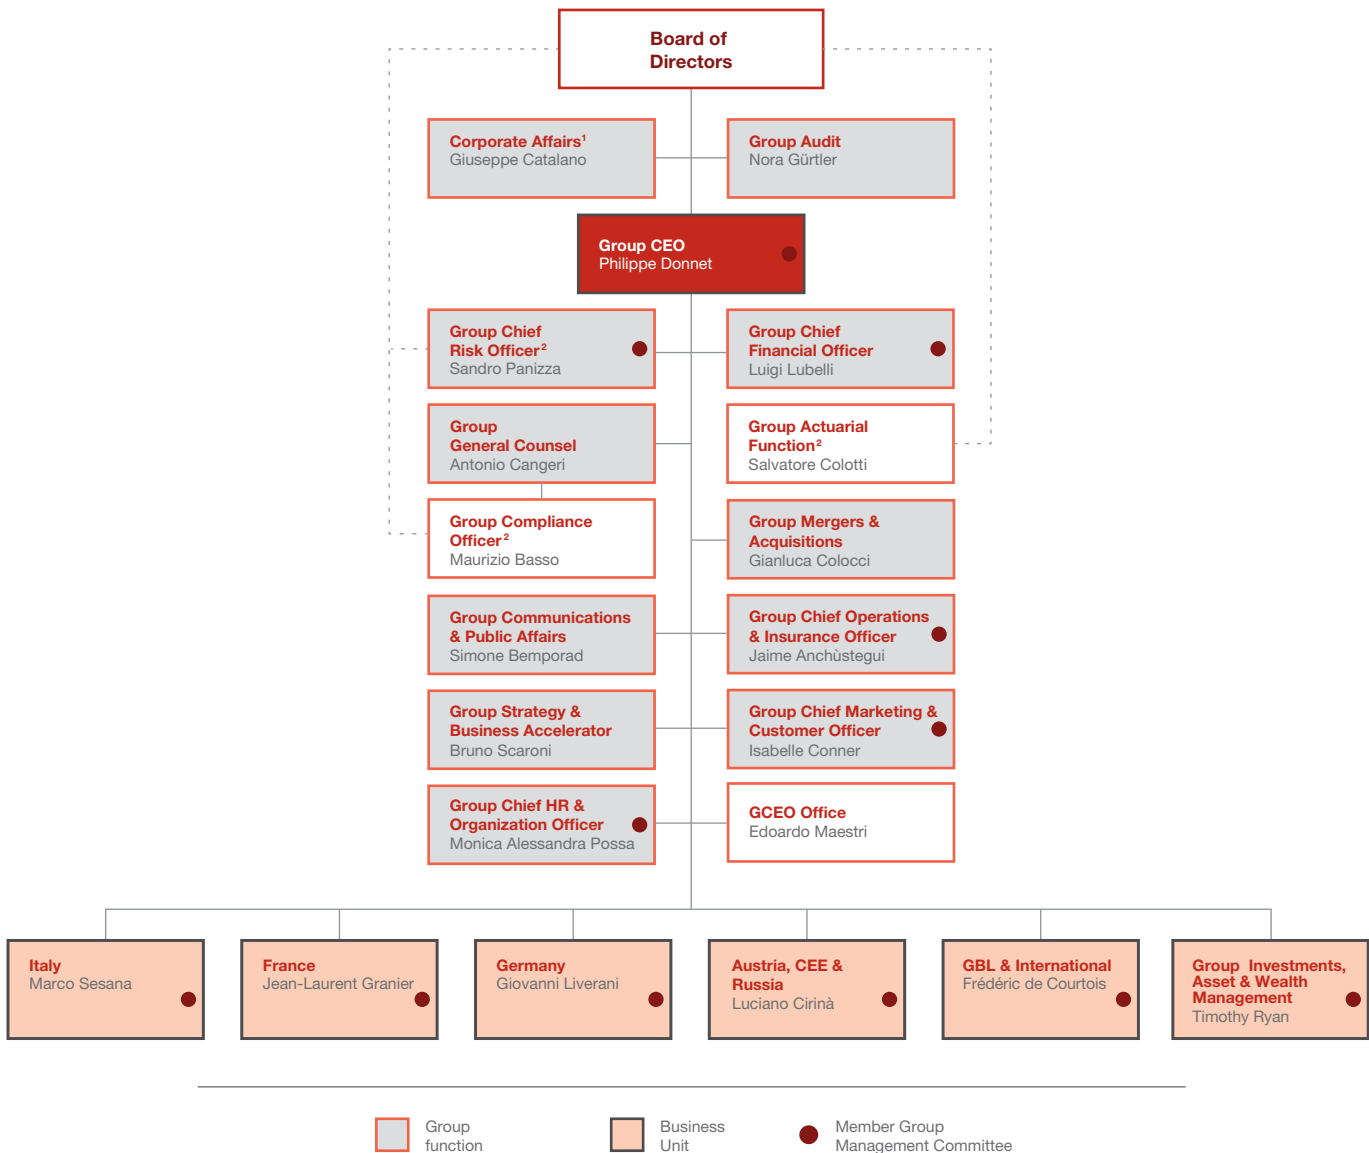 Board of
Directors
Corporate Affairs¹
Giuseppe Catalano
Group Audit
Nora Gürtler
Group CEO
Philippe Donnet
Group Chief
Risk Officer²
Sandro Panizza
Group Chief
Financial Officer
Luigi Lubelli
Group
General Counsel
Antonio Cangeri
Group Actuarial
Function²
Salvatore Colotti
Group Compliance
Officer²
Maurizio Basso
Group Mergers &
Acquisitions
Gianluca Colocci
Group Communications
& Public Affairs
Simone Bemporad
Group Chief Operations
& Insurance Officer
Jaime Anchùstegui
Group Strategy &
Business Accelerator
Bruno Scaroni
Group Chief Marketing &
Customer Officer
Isabelle Conner
Group Chief HR &
Organization Officer
Monica Alessandra Possa
GCEO Office
Edoardo Maestri
Italy
Marco Sesana
France
Jean-Laurent Granier
Germany
Giovanni Liverani
Austria, CEE &
Russia
Luciano Cirinà
GBL & International
Frédéric de Courtois
Group Investments,
Asset & Wealth
Management
Timothy Ryan
Group
function
Business
Unit
Member Group
Management Committee